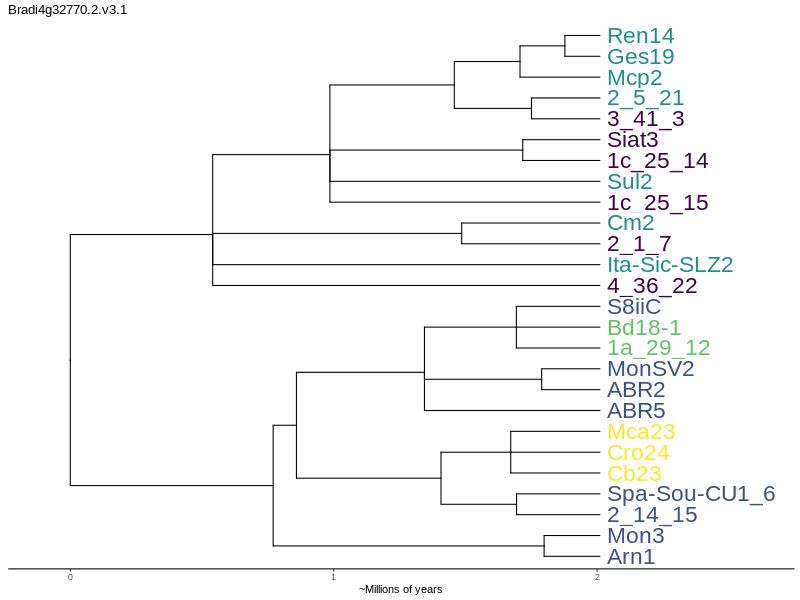 Bradi4g32770.2.v3.1
Ren14
Ges19
Mcp2
2_5_21
3_41_3
Siat3
1c_25_14
Sul2
1c_25_15
Cm2
2_1_7
Ita-Sic-SLZ2
4_36_22
S8iiC
Bd18-1
1a_29_12
MonSV2
ABR2
ABR5
Mca23
Cro24
Cb23
Spa-Sou-CU1_6
2_14_15
Mon3
Arn1
0 1 2
~Millions of years